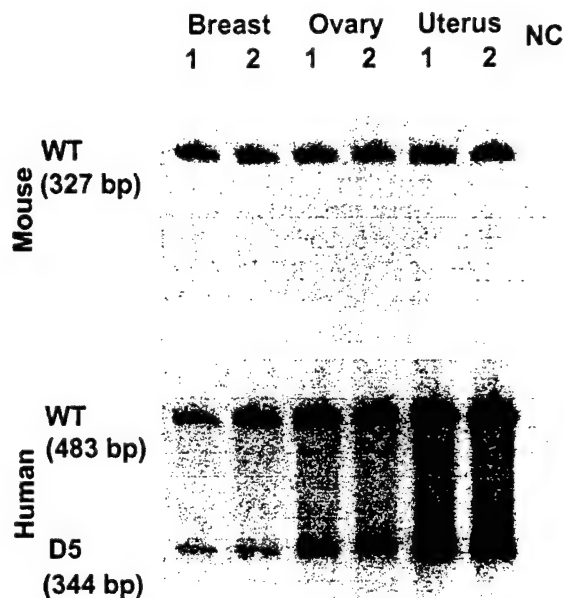 Breast Ovary Uterus NC
1 2 1 2 1 2
Mouse
WT
(327 bp)
Human
WT
(483 bp)
D5
(344 bp)